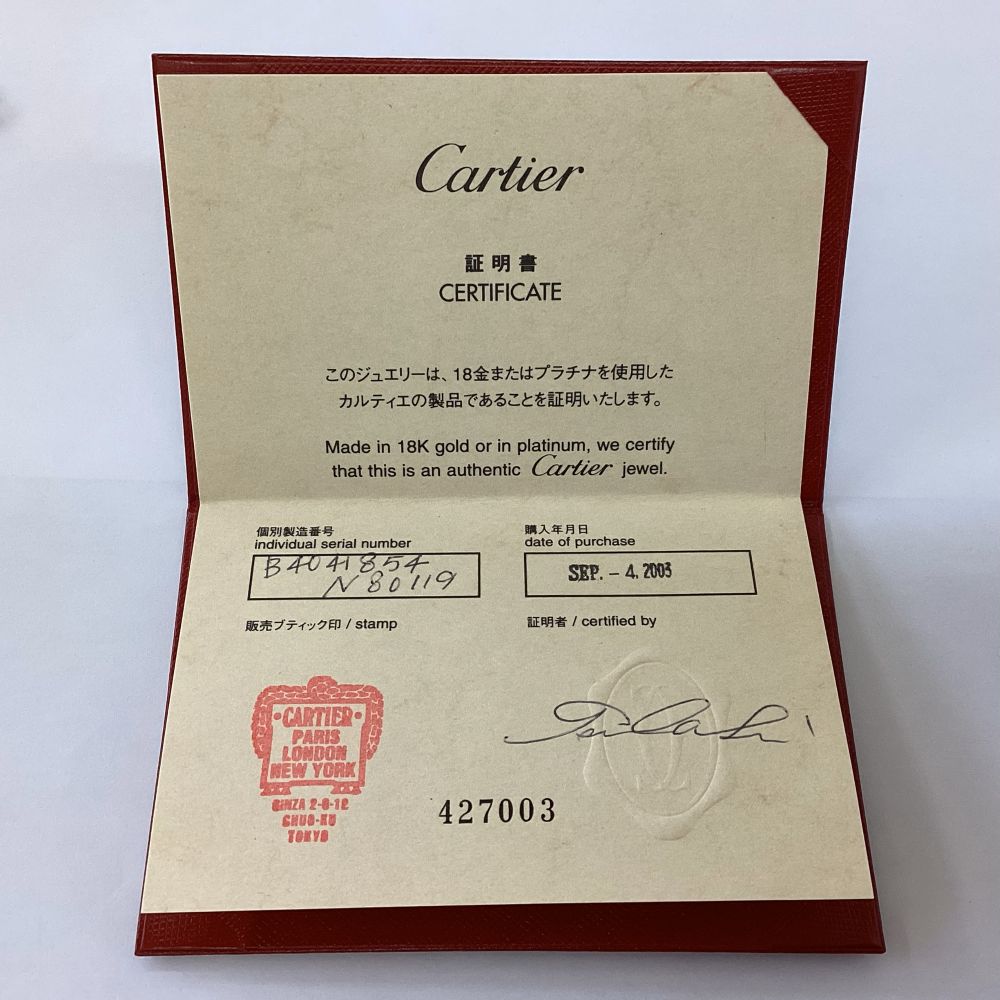 Cartier
証明書
CERTIFICATE
このジュエリーは、18金またはプラチナを使用した
カルティエの製品であることを証明いたします。
Made in 18K gold or in platinum, we certify
that this is an authentic Cartier jewel.
個別製造番号
individual serial number
B4041854
N80119
購入年月日
date of purchase
SEP. - 4. 2003
販売ブティック印 / stamp
証明者 / certified by
·CARTIER·
PARIS
LONDON
NEW YORK
GINZA 2-6-12
CHUO-KU
TOKYO
427003